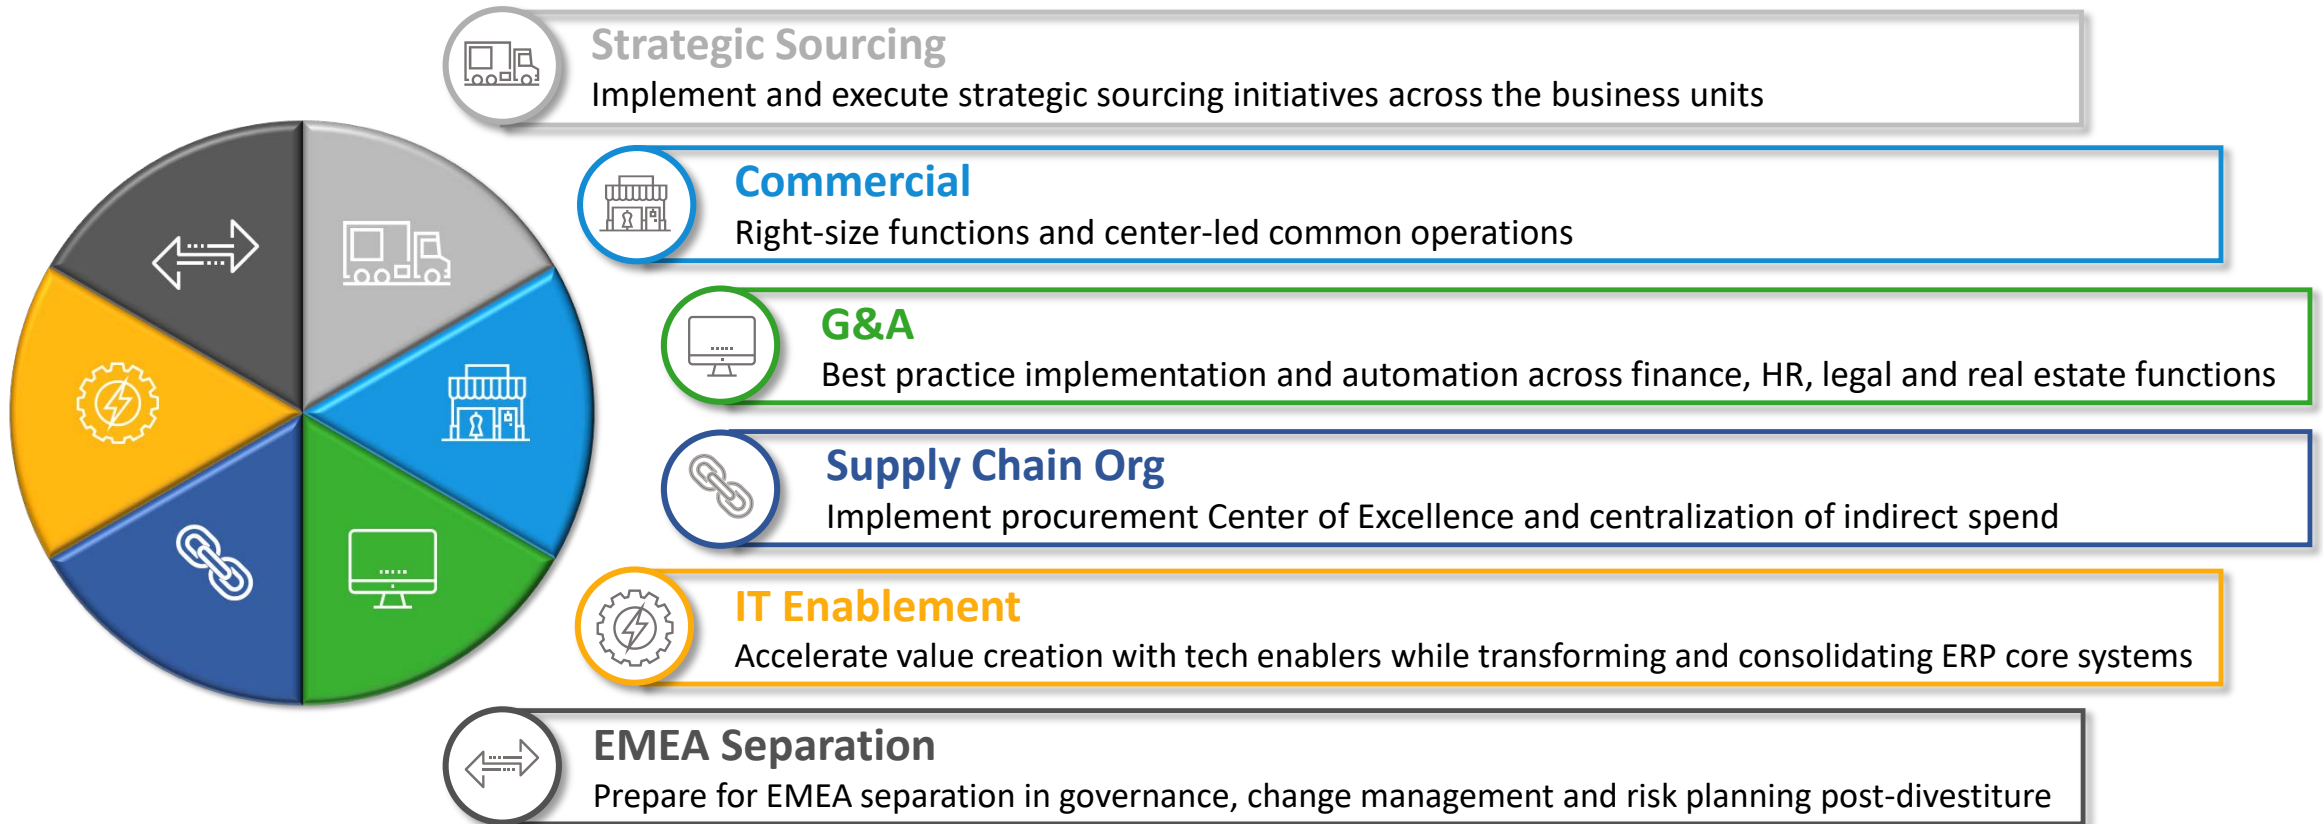 Strategic Sourcing
Implement and execute strategic sourcing initiatives across the business units
Commercial
Right-size functions and center-led common operations
G&A
Best practice implementation and automation across finance, HR, legal and real estate functions
Supply Chain Org
Implement procurement Center of Excellence and centralization of indirect spend
IT Enablement
Accelerate value creation with tech enablers while transforming and consolidating ERP core systems
EMEA Separation
Prepare for EMEA separation in governance, change management and risk planning post-divestiture